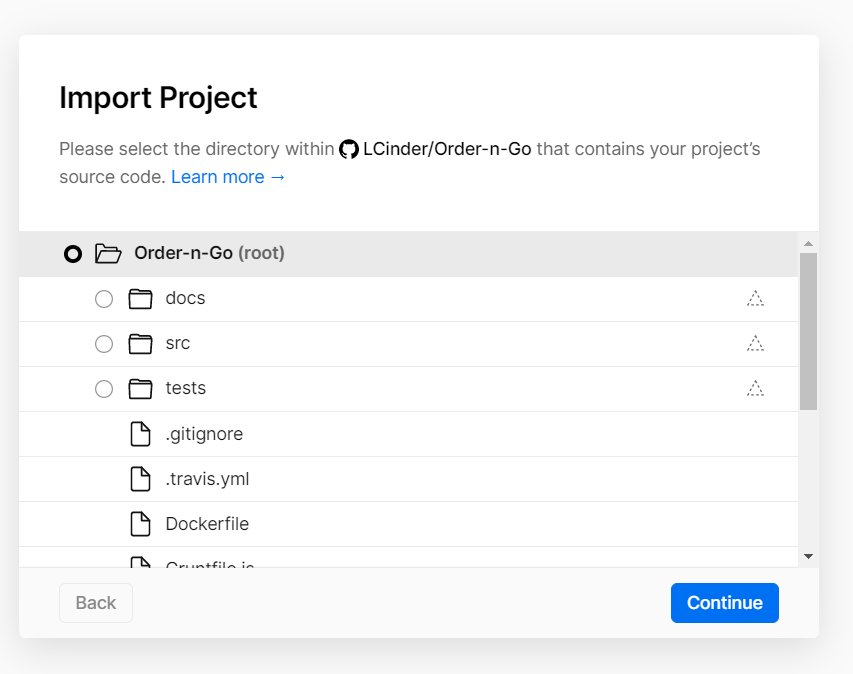 Import Project
Please select the directory within LCinder/Order-n-Go that contains your project's
source code. Learn more →
Order-n-Go (root)
docs
src
tests
.gitignore
.travis.yml
Dockerfile
Gruntfile.js
Back
Continue